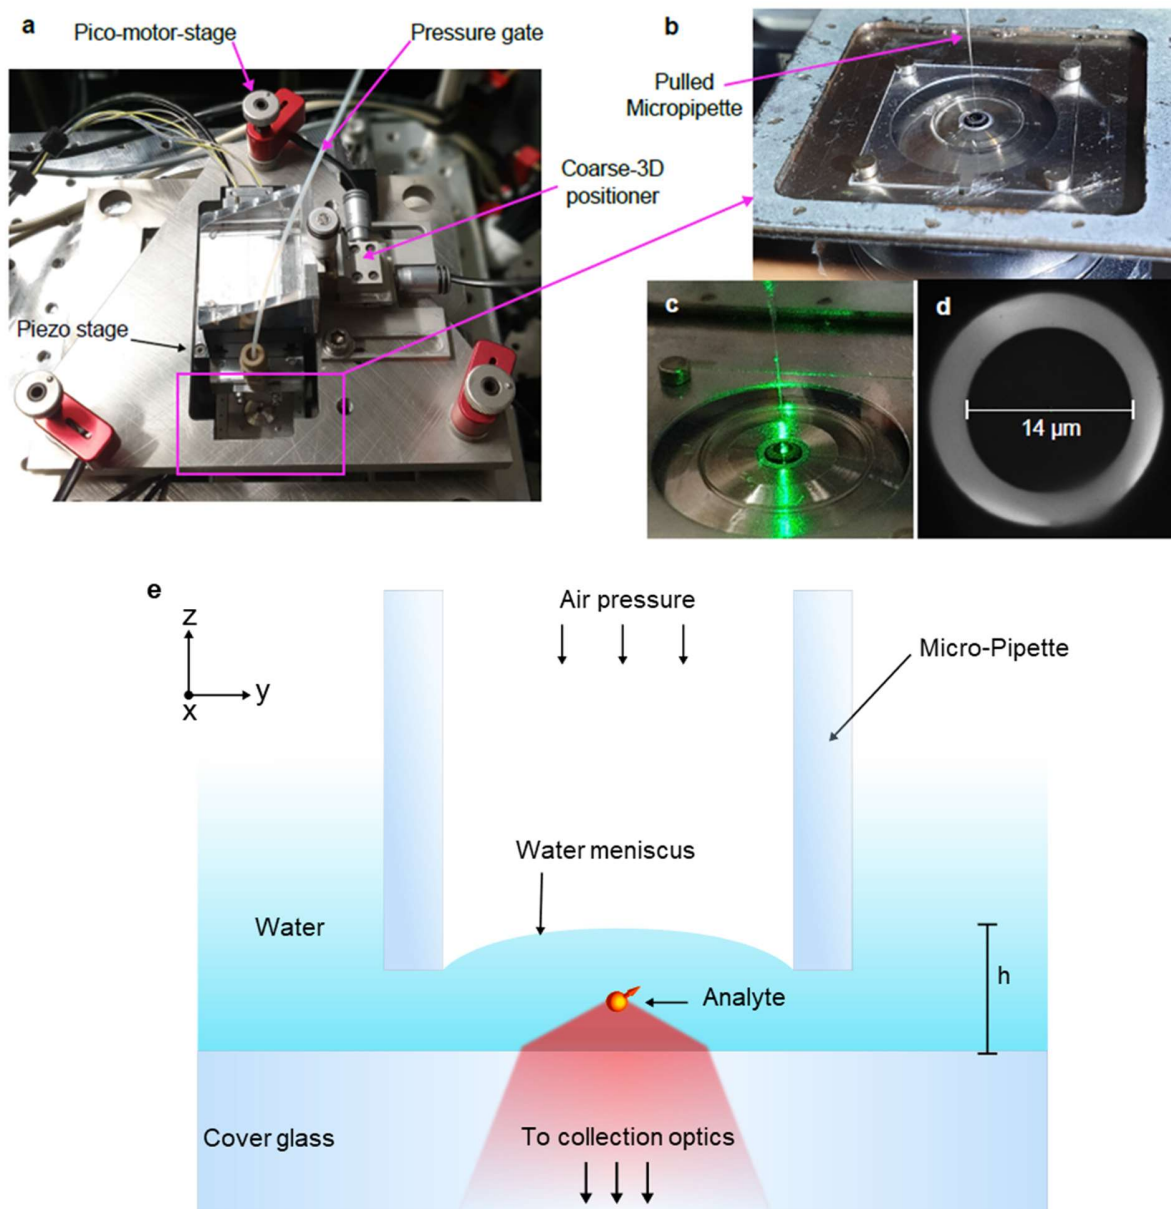 a
Pico-motor-stage
Pressure gate
Coarse-3D
positioner
Piezo stage
b
Pulled
Micropipette
c
d
14 µm
e
z
y
x
Air pressure
Micro-Pipette
Water meniscus
Water
Analyte
h
Cover glass
To collection optics